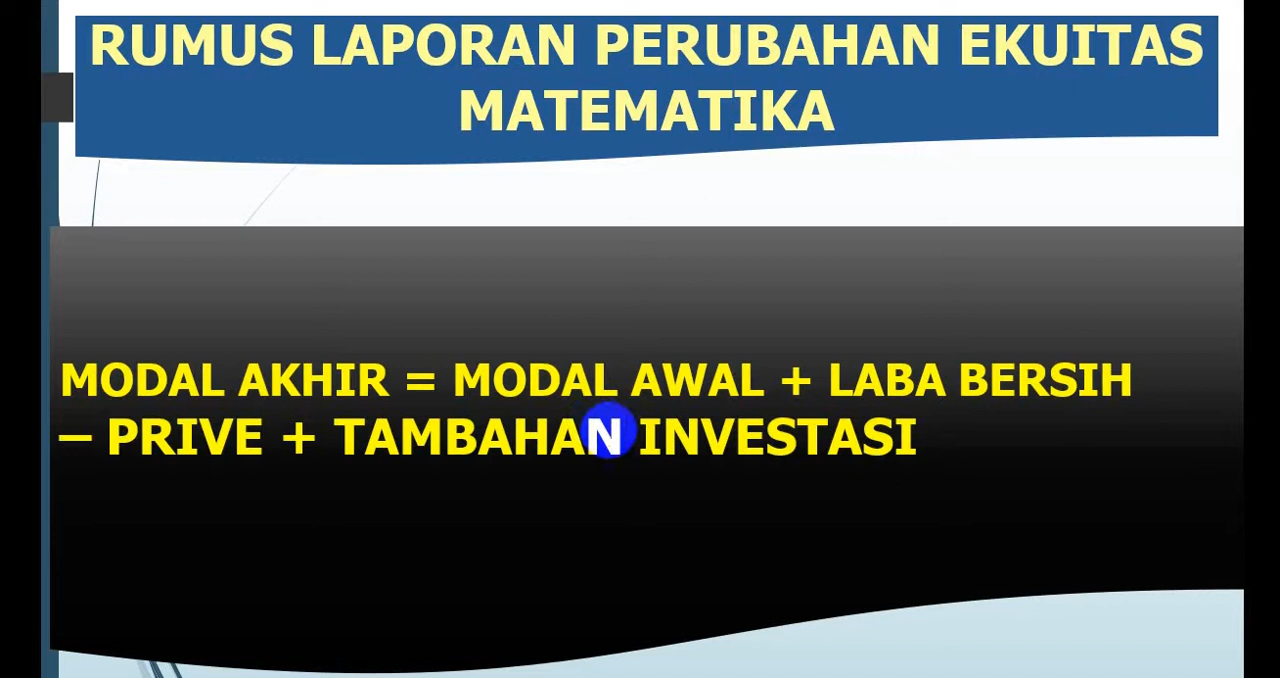 RUMUS LAPORAN PERUBAHAN EKUITAS
MATEMATIKA
MODAL AKHIR = MODAL AWAL + LABA BERSIH
– PRIVE + TAMBAHAN INVESTASI